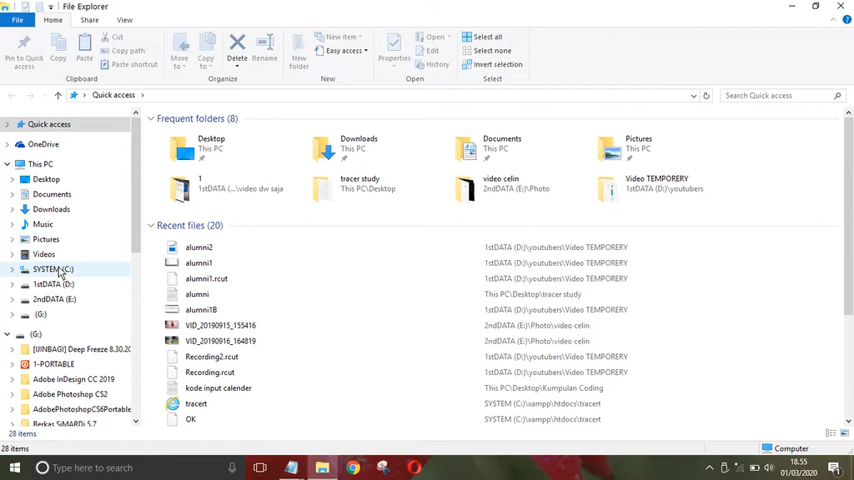 File Explorer
File Home Share View
Pin to Quick access
Copy
Paste
Cut
Copy path
Paste shortcut
Clipboard
Move to
Copy to
Delete
Rename
Organize
New folder
New item
Easy access
New
Properties
Open
Edit
History
Open
Select all
Select none
Invert selection
Select
Quick access
Search Quick access
Quick access
OneDrive
This PC
Desktop
Documents
Downloads
Music
Pictures
Videos
SYSTEM (C:)
1stDATA (D:)
2ndDATA (E:)
(G:)
(G:)
[IJINBAGI] Deep Freeze 8.30.20
1-PORTABLE
Adobe InDesign CC 2019
Adobe Photoshop CS2
AdobePhotoshopCS6Portable
Berkas SiMARDi 5.7
Frequent folders (8)
Desktop
This PC
Downloads
This PC
Documents
This PC
Pictures
This PC
1
1stDATA (...\video dw saja
tracer study
This PC\Desktop
video celin
2ndDATA (E:)\Photo
Video TEMPORERY
1stDATA (D:)\youtubers
Recent files (20)
alumni2 1stDATA (D:)\youtubers\Video TEMPORERY
alumni1 1stDATA (D:)\youtubers\Video TEMPORERY
alumni1.rcut 1stDATA (D:)\youtubers\Video TEMPORERY
alumni This PC\Desktop\tracer study
alumni1B 1stDATA (D:)\youtubers\Video TEMPORERY
VID_20190915_155416 2ndDATA (E:)\Photo\video celin
VID_20190916_164819 2ndDATA (E:)\Photo\video celin
Recording2.rcut 1stDATA (D:)\youtubers\Video TEMPORERY
Recording.rcut 1stDATA (D:)\youtubers\Video TEMPORERY
kode input calender This PC\Desktop\Kumpulan Coding
tracert SYSTEM (C:)\xampp\htdocs\tracert
OK SYSTEM (C:)\xampp\htdocs\tracert
28 items
28 items
Computer
Type here to search
18.55
01/03/2020